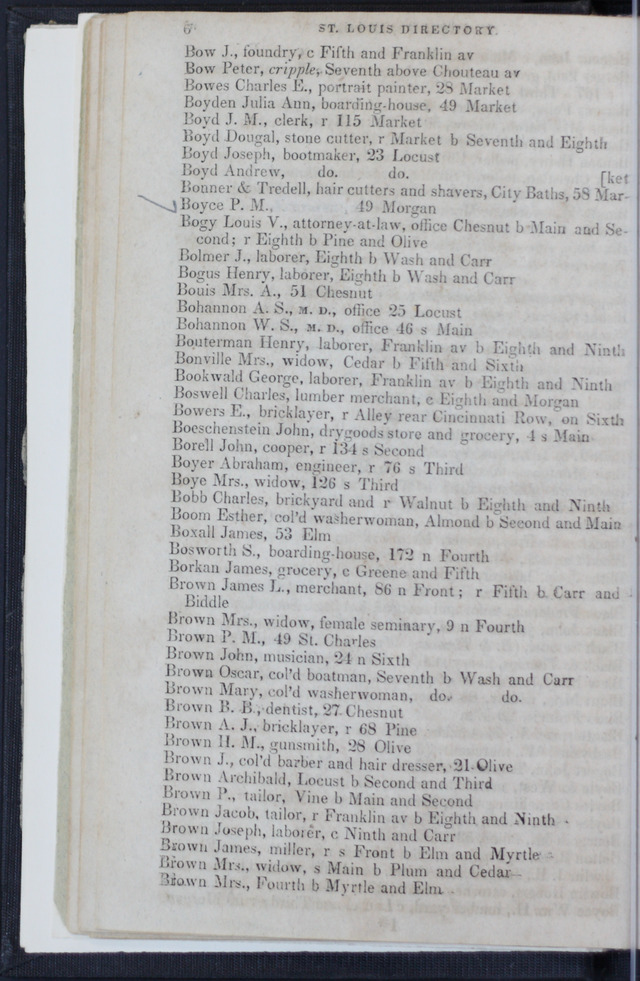 6 ST. LOUIS DIRECTORY.
Bow J., foundry, c Fifth and Franklin av
Bow Peter, cripple, Seventh above Chouteau av
Bowes Charles E., portrait painter, 28 Market
Boyden Julia Ann, boarding-house, 49 Market
Boyd J. M., clerk, r 115 Market
Boyd Dougal, stone cutter, r Market b Seventh and Eighth
Boyd Joseph, bootmaker, 23 Locust
Boyd Andrew, do. do. [ket
Bonner & Tredell, hair cutters and shavers, City Baths, 58 Mar-
Boyce P. M., 49 Morgan
Bogy Louis V., attorney-at-law, office Chesnut b Main and Se-
cond; r Eighth b Pine and Olive
Bolmer J., laborer, Eighth b Wash and Carr
Bogus Henry, laborer, Eighth b Wash and Carr
Bouis Mrs. A., 51 Chesnut
Bohannon A. S., M. D., office 25 Locust
Bohannon W. S., M. D., office 46 s Main
Bouterman Henry, laborer, Franklin av b Eighth and Ninth
Bonville Mrs., widow, Cedar b Fifth and Sixth
Bookwald George, laborer, Franklin av b Eighth and Ninth
Boswell Charles, lumber merchant, c Eighth and Morgan
Bowers E., bricklayer, r Alley rear Cincinnati Row, on Sixth
Boeschenstein John, drygoods store and grocery, 4 s Main
Borell John, cooper, r 134 s Second
Boyer Abraham, engineer, r 76 s Third
Boye Mrs., widow, 126 s Third
Bobb Charles, brickyard and r Walnut b Eighth and Ninth
Boom Esther, col'd washerwoman, Almond b Second and Main
Boxall James, 53 Elm
Bosworth S., boarding-house, 172 n Fourth
Borkan James, grocery, c Greene and Fifth
Brown James L., merchant, 86 n Front; r Fifth b Carr and
Biddle
Brown Mrs., widow, female seminary, 9 n Fourth
Brown P. M., 49 St. Charles
Brown John, musician, 24 n Sixth
Brown Oscar, col'd boatman, Seventh b Wash and Carr
Brown Mary, col'd washerwoman, do. do.
Brown B. B., dentist, 27 Chesnut
Brown A. J., bricklayer, r 68 Pine
Brown H. M., gunsmith, 28 Olive
Brown J., col'd barber and hair dresser, 21 Olive
Brown Archibald, Locust b Second and Third
Brown P., tailor, Vine b Main and Second
Brown Jacob, tailor, r Franklin av b Eighth and Ninth
Brown Joseph, laborer, c Ninth and Carr
Brown James, miller, r s Front b Elm and Myrtle
Brown Mrs., widow, s Main b Plum and Cedar
Brown Mrs., Fourth b Myrtle and Elm